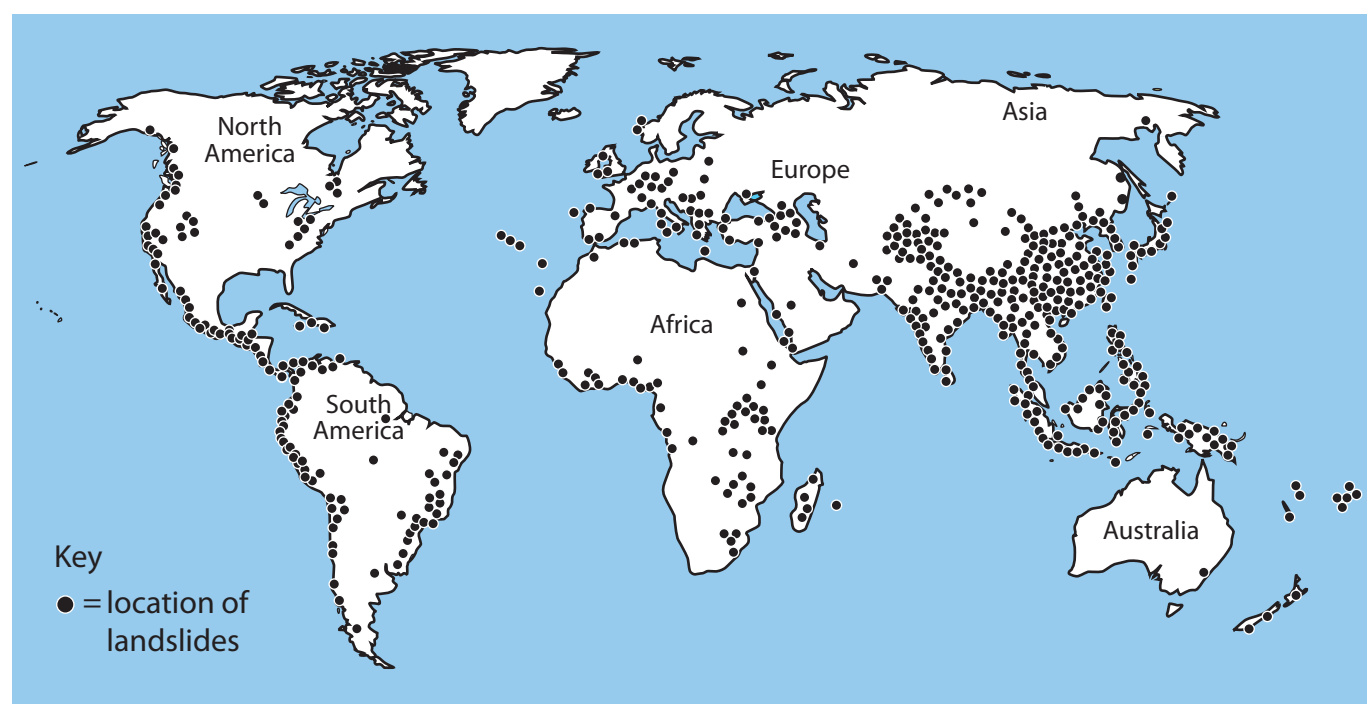 North
America
Asia
Europe
Africa
South
America
Australia
Key
= location of
landslides